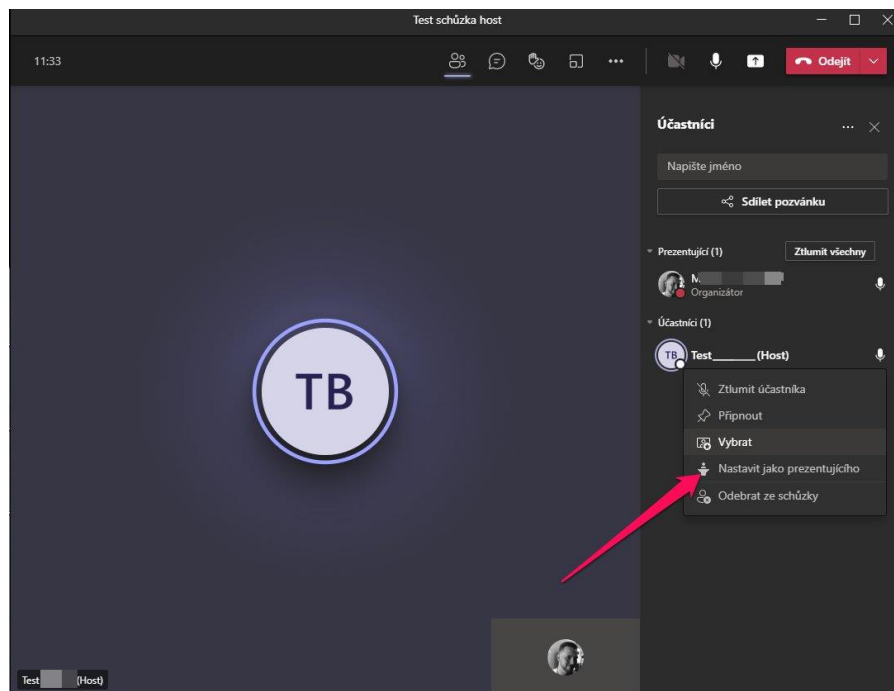 Test schůzka host
11:33
Odejít
Účastníci
Napište jméno
Sdílet pozvánku
Prezentující (1)
Ztlumit všechny
M
Organizátor
Účastníci (1)
TB
Test_______(Host)
Ztlumit účastníka
Připnout
Vybrat
Nastavit jako prezentujícího
Odebrat ze schůzky
TB
Test (Host)